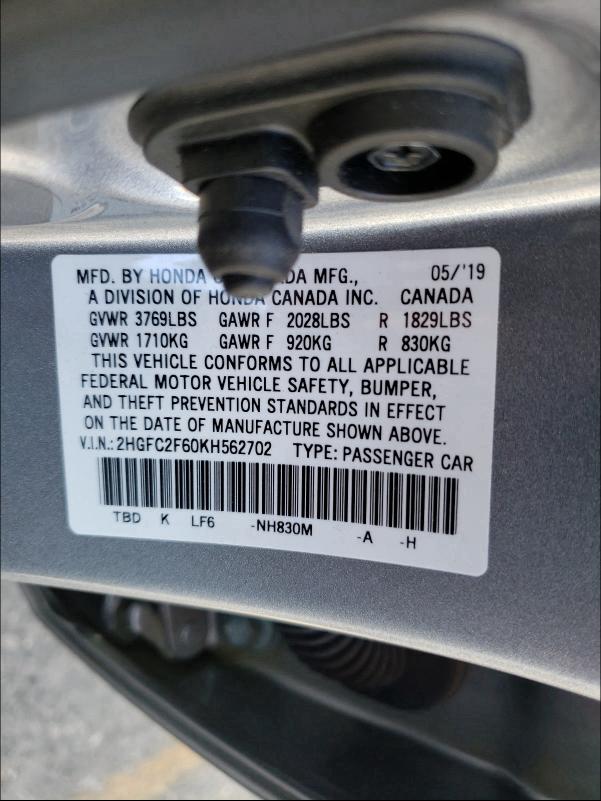 MFD. BY HONDA ADA MFG., 05/'19
A DIVISION OF HONDA CANADA INC. CANADA
GVWR 3769LBS GAWR F 2028LBS R 1829LBS
GVWR 1710KG GAWR F 920KG R 830KG
THIS VEHICLE CONFORMS TO ALL APPLICABLE
FEDERAL MOTOR VEHICLE SAFETY, BUMPER,
AND THEFT PREVENTION STANDARDS IN EFFECT
ON THE DATE OF MANUFACTURE SHOWN ABOVE.
V.I.N.: 2HGFC2F60KH562702 TYPE: PASSENGER CAR
TBD K LF6 -NH830M -A -H